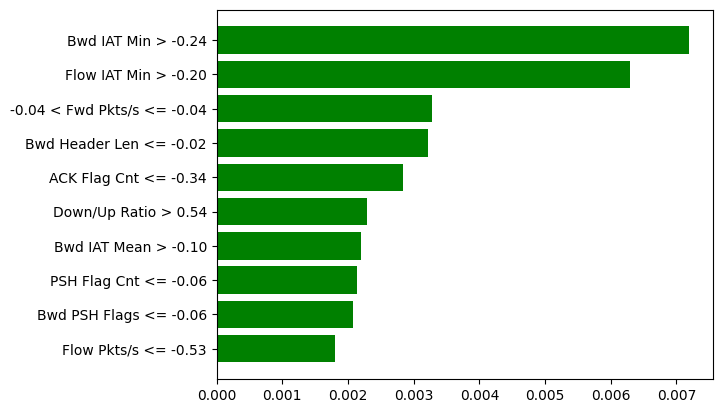 Bwd IAT Min > -0.24
Flow IAT Min > -0.20
-0.04 < Fwd Pkts/s <= -0.04
Bwd Header Len <= -0.02
ACK Flag Cnt <= -0.34
Down/Up Ratio > 0.54
Bwd IAT Mean > -0.10
PSH Flag Cnt <= -0.06
Bwd PSH Flags <= -0.06
Flow Pkts/s <= -0.53
0.000 0.001 0.002 0.003 0.004 0.005 0.006 0.007